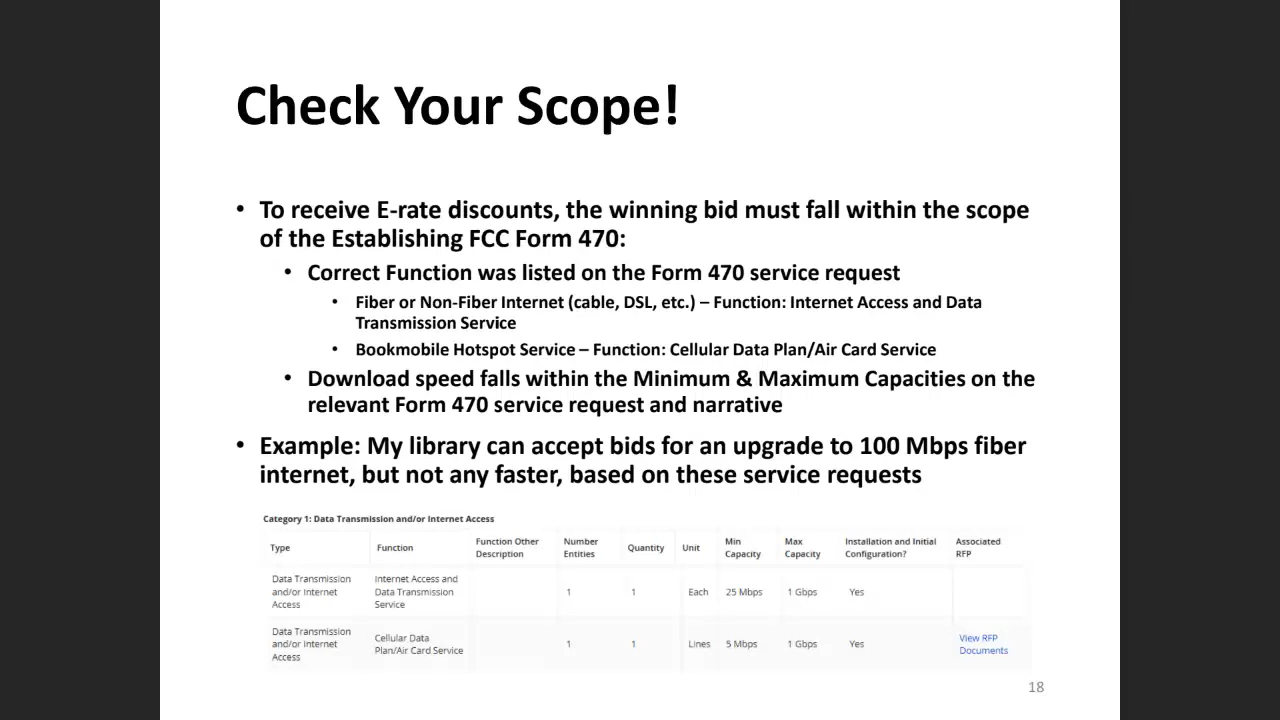 Check Your Scope!
• To receive E-rate discounts, the winning bid must fall within the scope
of the Establishing FCC Form 470:
• Correct Function was listed on the Form 470 service request
• Fiber or Non-Fiber Internet (cable, DSL, etc.) – Function: Internet Access and Data
Transmission Service
• Bookmobile Hotspot Service – Function: Cellular Data Plan/Air Card Service
• Download speed falls within the Minimum & Maximum Capacities on the
relevant Form 470 service request and narrative
• Example: My library can accept bids for an upgrade to 100 Mbps fiber
internet, but not any faster, based on these service requests
Category 1: Data Transmission and/or Internet Access
Type
Function
Function Other
Description
Number
Entities
Quantity
Unit
Min
Capacity
Max
Capacity
Installation and Initial
Configuration?
Associated
RFP
Data Transmission
and/or Internet
Access
Internet Access and
Data Transmission
Service
1
1
Each
25 Mbps
1 Gbps
Yes
Data Transmission
and/or Internet
Access
Cellular Data
Plan/Air Card Service
1
1
Lines
5 Mbps
1 Gbps
Yes
View RFP
Documents
18